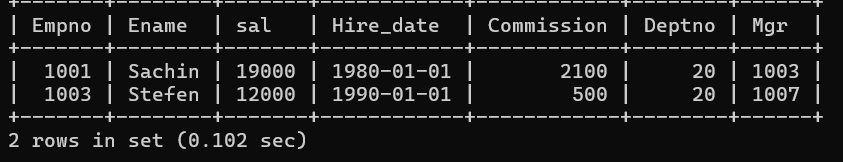 | Empno | Ename | sal | Hire_date | Commission | Deptno | Mgr |
| 1001 | Sachin | 19000 | 1980-01-01 | 2100 | 20 | 1003 |
| 1003 | Stefen | 12000 | 1990-01-01 | 500 | 20 | 1007 |
2 rows in set (0.102 sec)